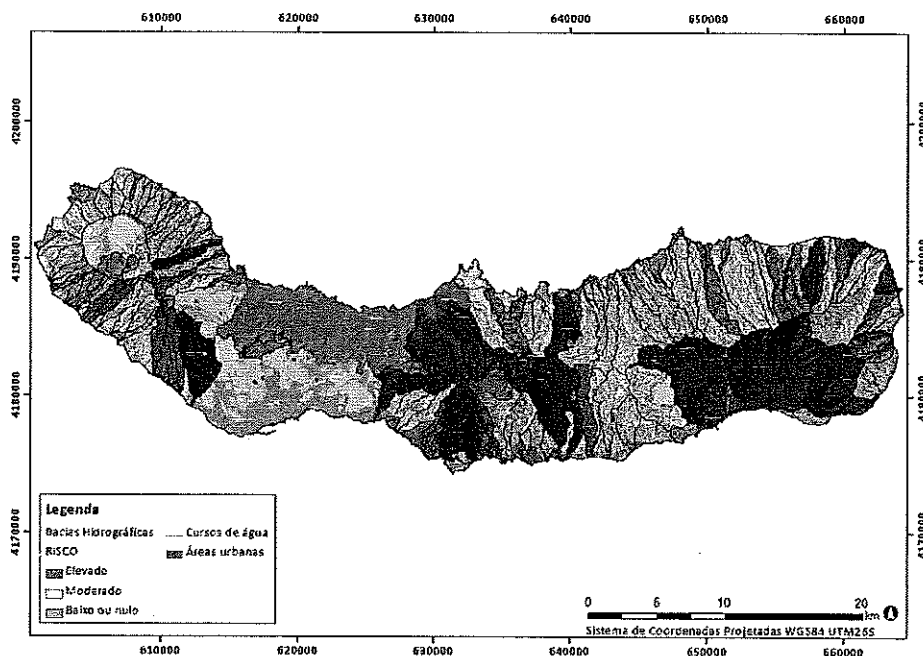 610000 620000 630000 640000 650000 660000
4200000 4200000
4190000 4190000
4180000 4180000
4170000 4170000
Legenda
Bacias Hidrográficas Cursos de água
RISCO Áreas urbanas
Elevado
Moderado
Baixo ou nulo
0 5 10 20
km
Sistema de Coordenadas Projetadas WGS84 UTM26S
610000 620000 630000 640000 650000 660000